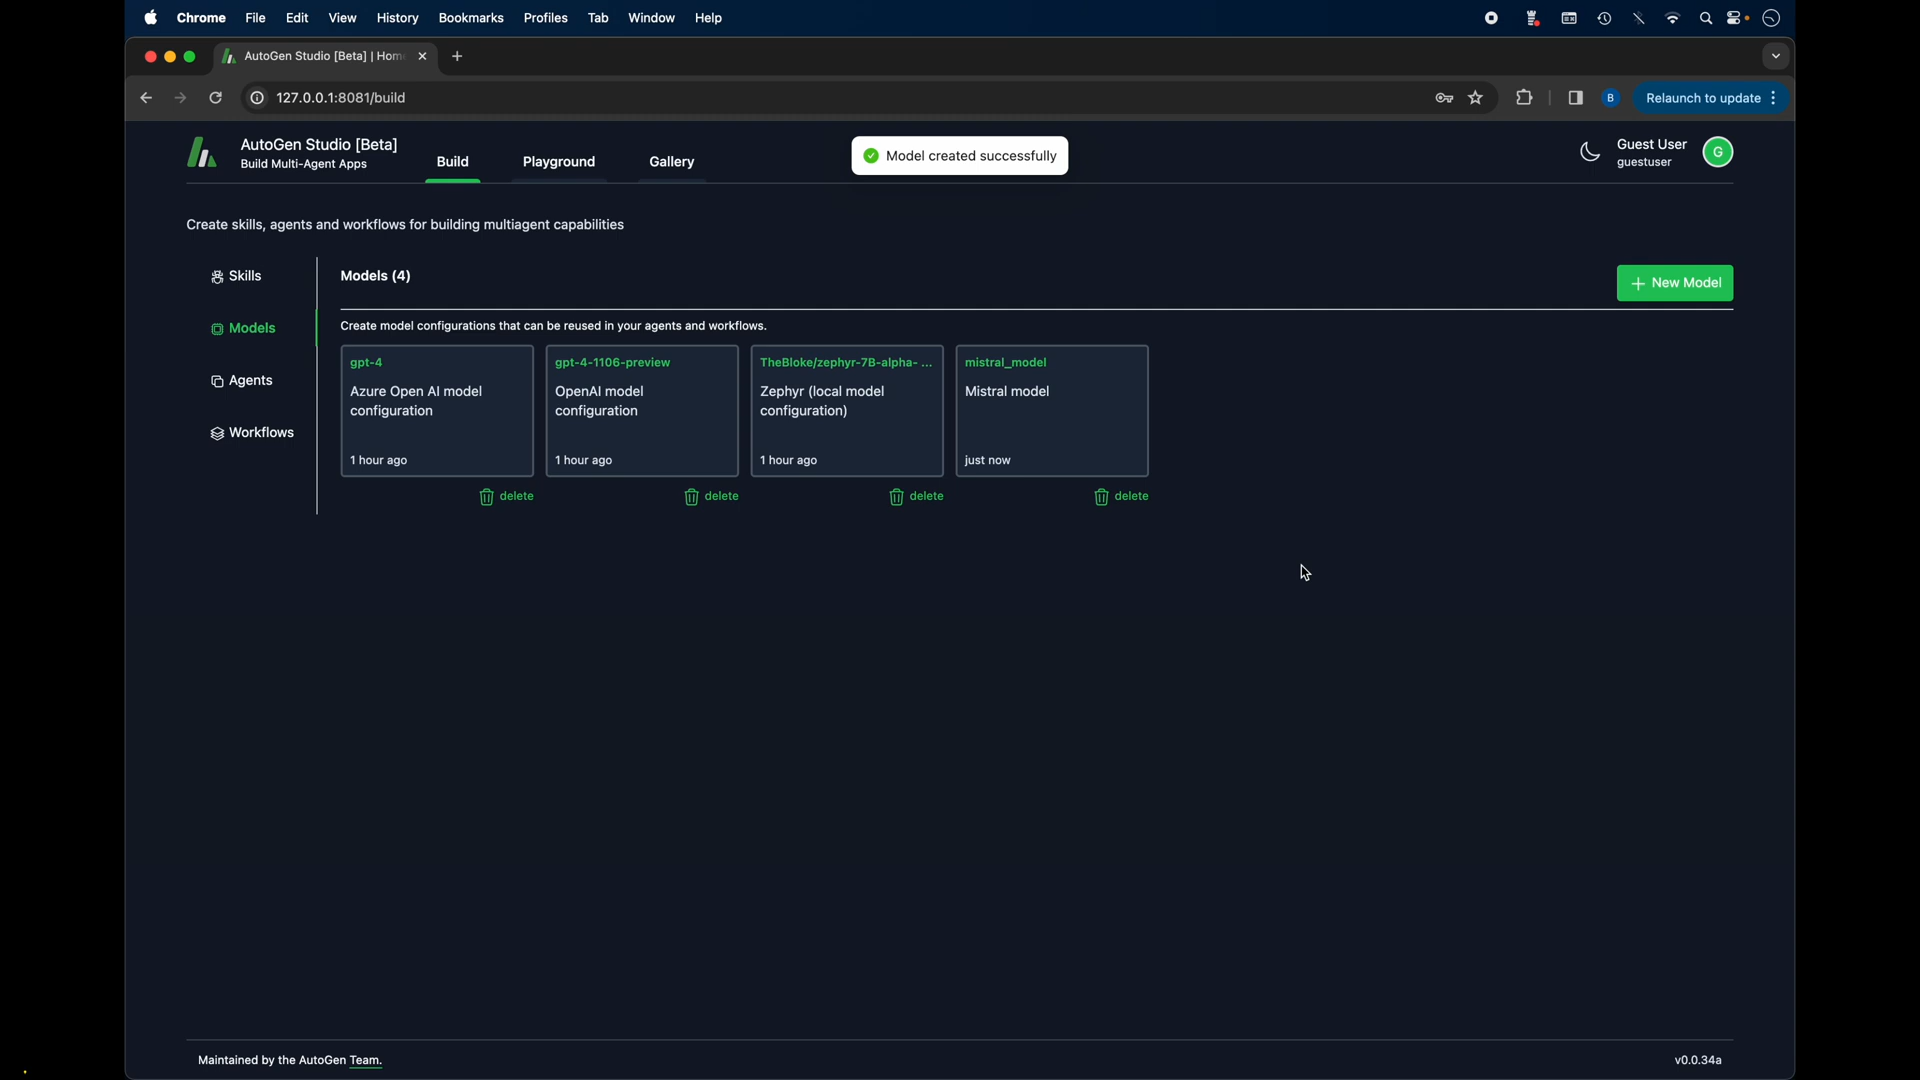 Chrome File Edit View History Bookmarks Profiles Tab Window Help
AutoGen Studio [Beta] | Hom
127.0.0.1:8081/build
B
Relaunch to update
AutoGen Studio [Beta]
Build Multi-Agent Apps
Build
Playground
Gallery
Model created successfully
Guest User
guestuser
G
Create skills, agents and workflows for building multiagent capabilities
Skills
Models
Agents
Workflows
Models (4)
New Model
Create model configurations that can be reused in your agents and workflows.
gpt-4
Azure Open AI model
configuration
1 hour ago
delete
gpt-4-1106-preview
OpenAI model
configuration
1 hour ago
delete
TheBloke/zephyr-7B-alpha- ...
Zephyr (local model
configuration)
1 hour ago
delete
mistral_model
Mistral model
just now
delete
Maintained by the AutoGen Team.
v0.0.34a